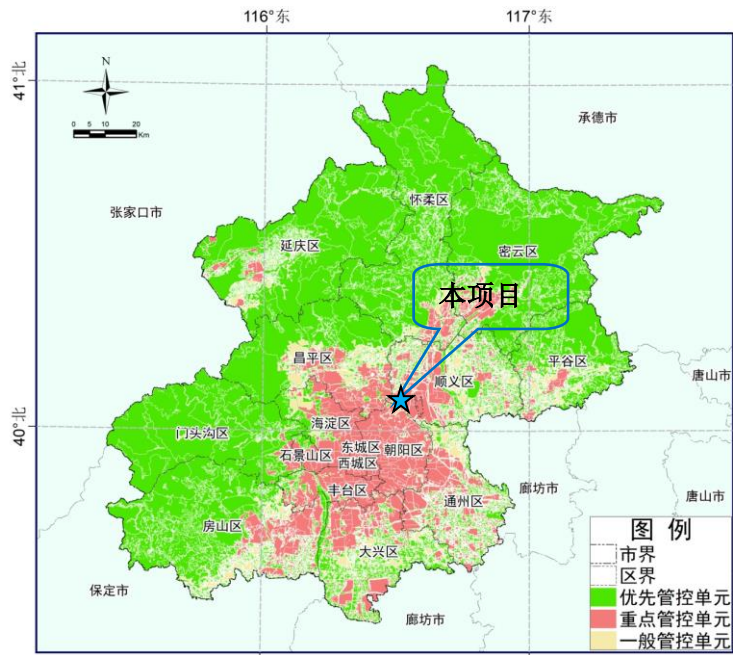 116°东
117°东
41°北
N
0 5 10 20
Km
承德市
怀柔区
张家口市
延庆区
密云区
本项目
昌平区
平谷区
顺义区
唐山市
40°北
海淀区
门头沟区
东城区
朝阳区
石景山区
西城区
丰台区
廊坊市
唐山市
通州区
房山区
大兴区
保定市
廊坊市
图 例
市界
区界
优先管控单元
重点管控单元
一般管控单元